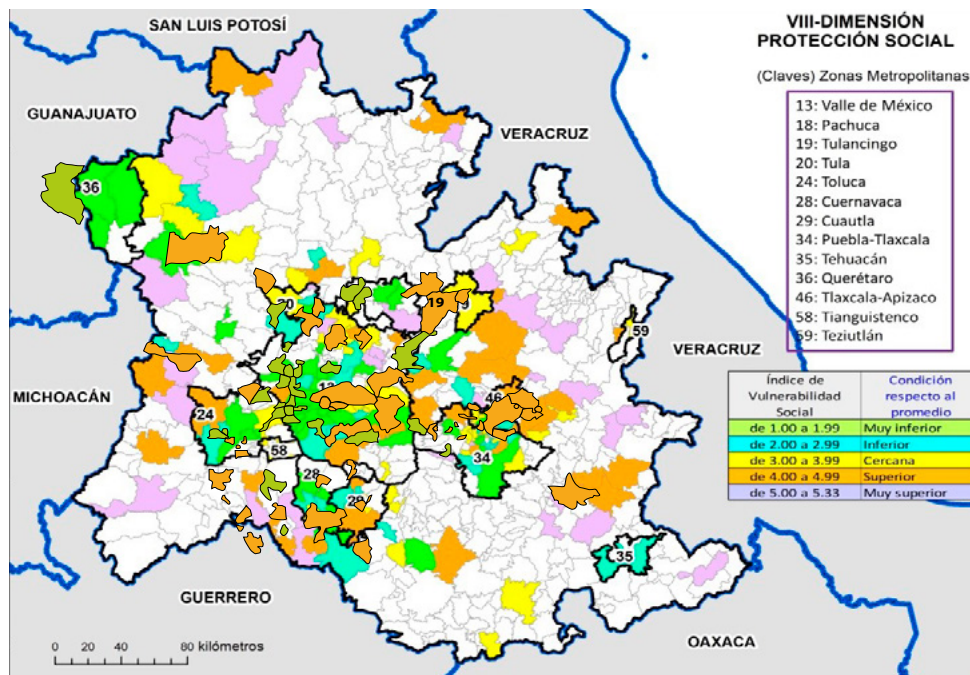 SAN LUIS POTOSÍ
VIII-DIMENSIÓN
PROTECCIÓN SOCIAL
(Claves) Zonas Metropolitanas
13: Valle de México
18: Pachuca
19: Tulancingo
20: Tula
24: Toluca
28: Cuernavaca
29: Cuautla
34: Puebla-Tlaxcala
35: Tehuacán
36: Querétaro
46: Tlaxcala-Apizaco
58: Tianguistenco
59: Teziutlán
GUANAJUATO
VERACRUZ
36
20
19
59
VERACRUZ
Índice de Vulnerabilidad Social
Condición respecto al promedio
de 1.00 a 1.99 Muy inferior
de 2.00 a 2.99 Inferior
de 3.00 a 3.99 Cercana
de 4.00 a 4.99 Superior
de 5.00 a 5.33 Muy superior
MICHOACÁN
13
46
24
58
34
28
29
35
GUERRERO
OAXACA
0 20 40 80 kilómetros